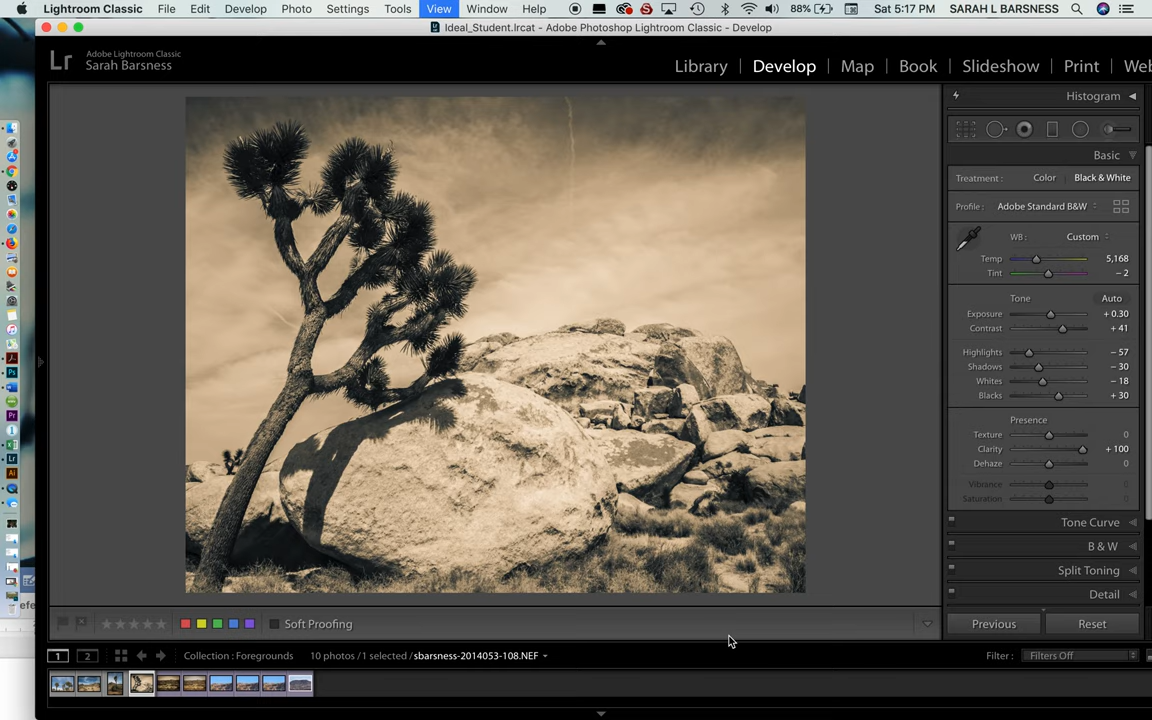 Lightroom Classic File Edit Develop Photo Settings Tools View Window Help 88% Sat 5:17 PM SARAH L BARSNESS
Ideal_Student.lrcat - Adobe Photoshop Lightroom Classic - Develop
Lr Adobe Lightroom Classic
Sarah Barsness
Library | Develop | Map | Book | Slideshow | Print | Web
Histogram
Basic
Treatment : Color Black & White
Profile : Adobe Standard B&W
WB : Custom
Temp 5,168
Tint – 2
Tone Auto
Exposure + 0.30
Contrast + 41
Highlights – 57
Shadows – 30
Whites – 18
Blacks + 30
Presence
Texture 0
Clarity + 100
Dehaze 0
Vibrance 0
Saturation 0
Tone Curve
B & W
Split Toning
Detail
Previous Reset
Soft Proofing
1 2 Collection : Foregrounds 10 photos / 1 selected / sbarsness-2014053-108.NEF Filter : Filters Off